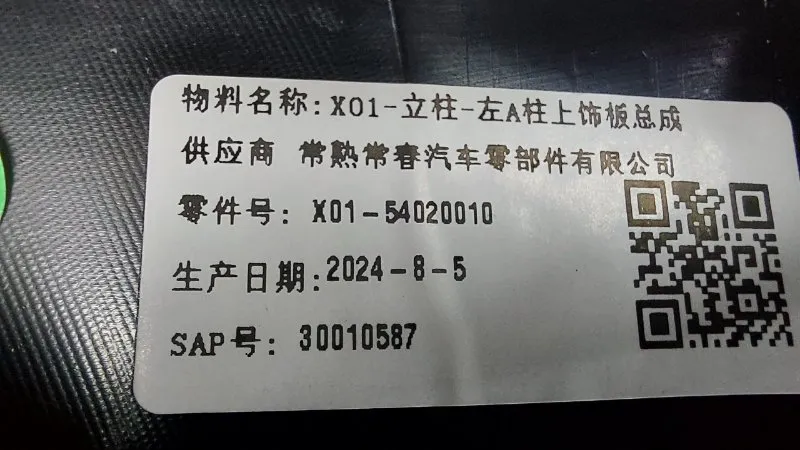 物料名称:X01-立柱-左A柱上饰板总成
供应商 常熟常春汽车零部件有限公司
零件号: X01-54020010
生产日期:2024-8-5
SAP号: 30010587